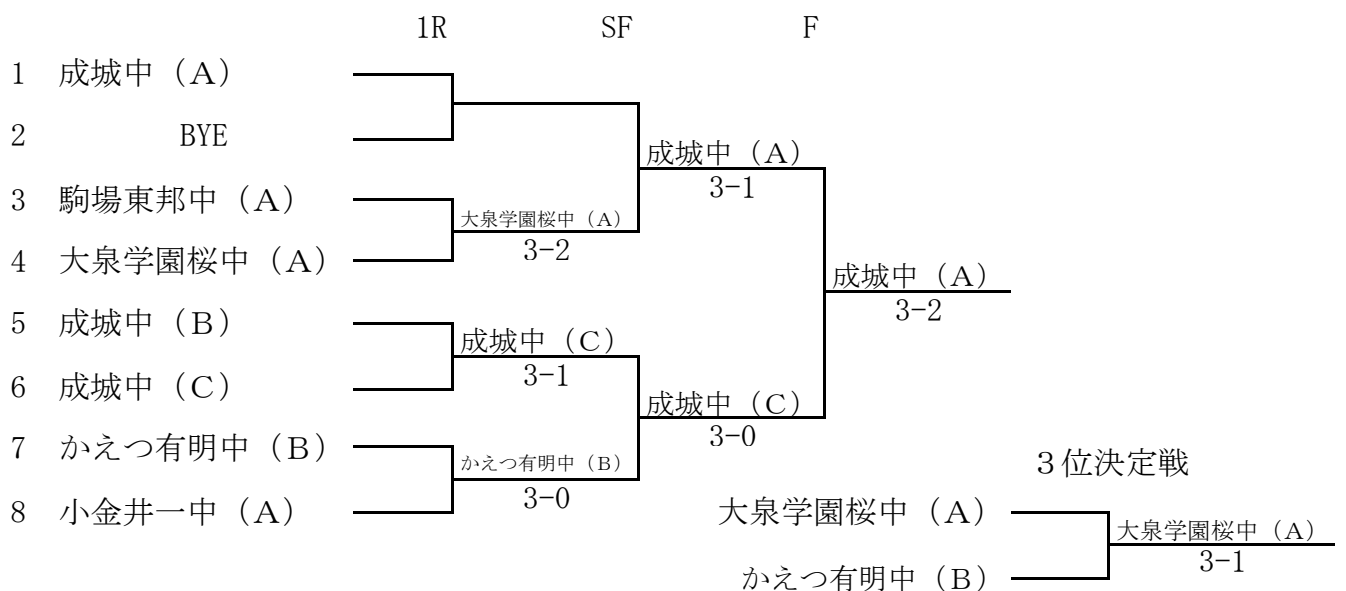 1R SF F
1 成城中（A）
2 BYE
成城中（A）
3-1
3 駒場東邦中（A）
大泉学園桜中（A）
3-2
4 大泉学園桜中（A）
成城中（A）
3-2
5 成城中（B）
成城中（C）
3-1
6 成城中（C）
成城中（C）
3-0
7 かえつ有明中（B）
かえつ有明中（B）
3-0
8 小金井一中（A）
３位決定戦
大泉学園桜中（A）
大泉学園桜中（A）
3-1
かえつ有明中（B）